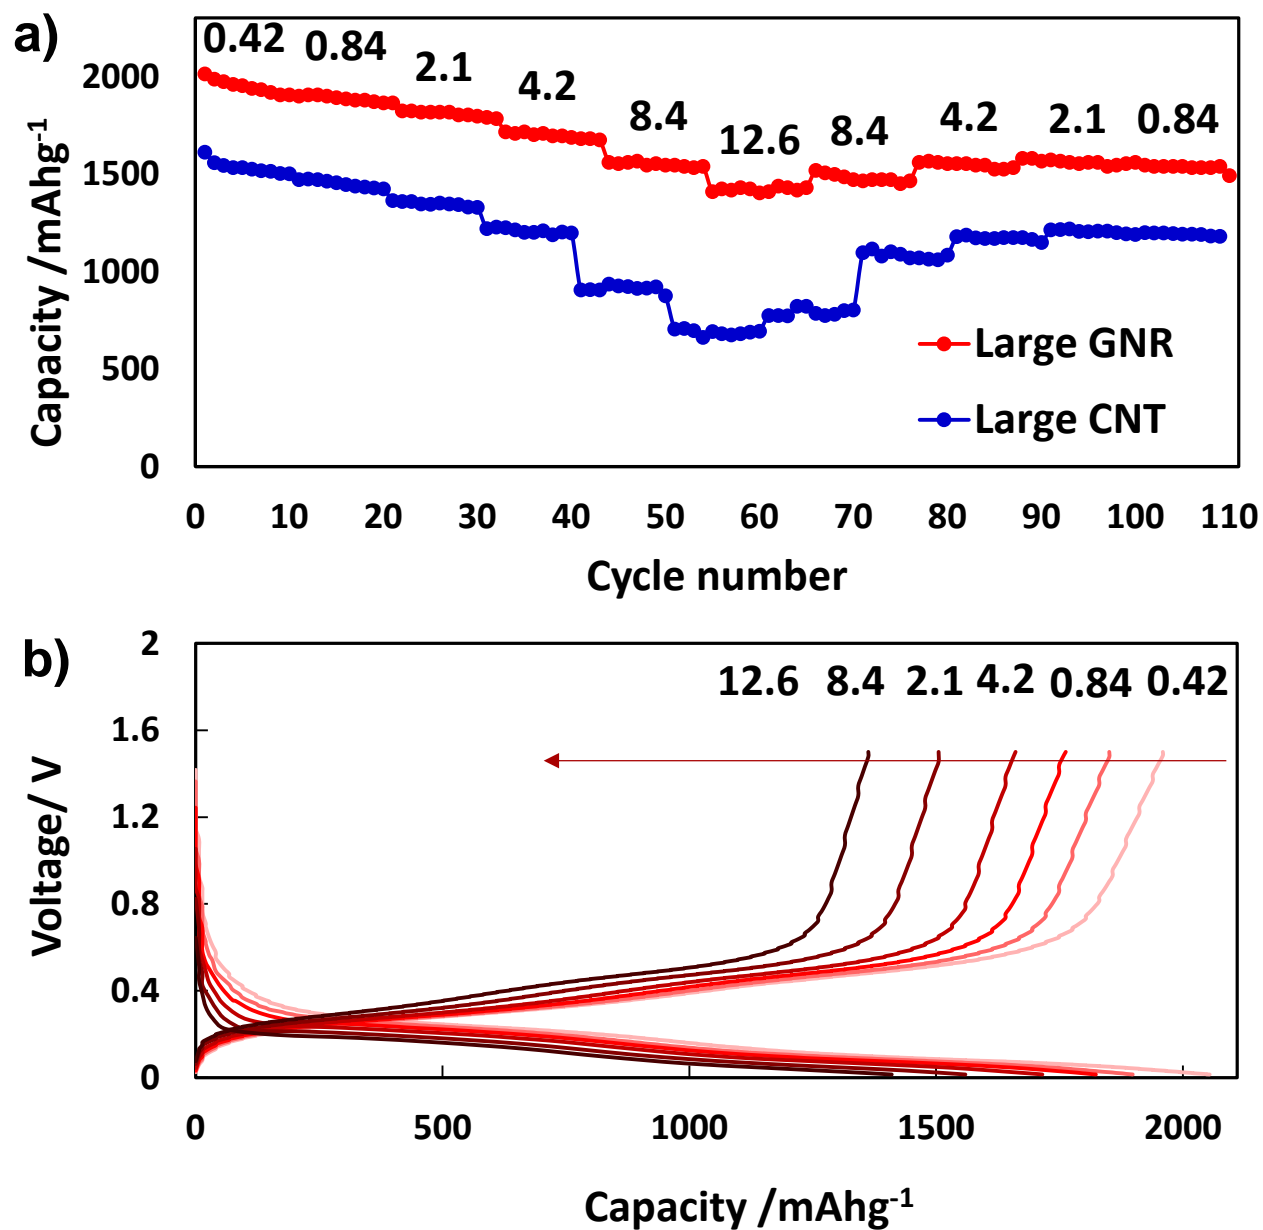 a)
0.42 0.84 2.1 4.2 8.4 12.6 8.4 4.2 2.1 0.84
2000
1500
1000
500
0
Capacity /mAhg-1
Large GNR
Large CNT
0 10 20 30 40 50 60 70 80 90 100 110
Cycle number
b)
12.6 8.4 2.1 4.2 0.84 0.42
2
1.6
1.2
0.8
0.4
0
Voltage/ V
0 500 1000 1500 2000
Capacity /mAhg-1